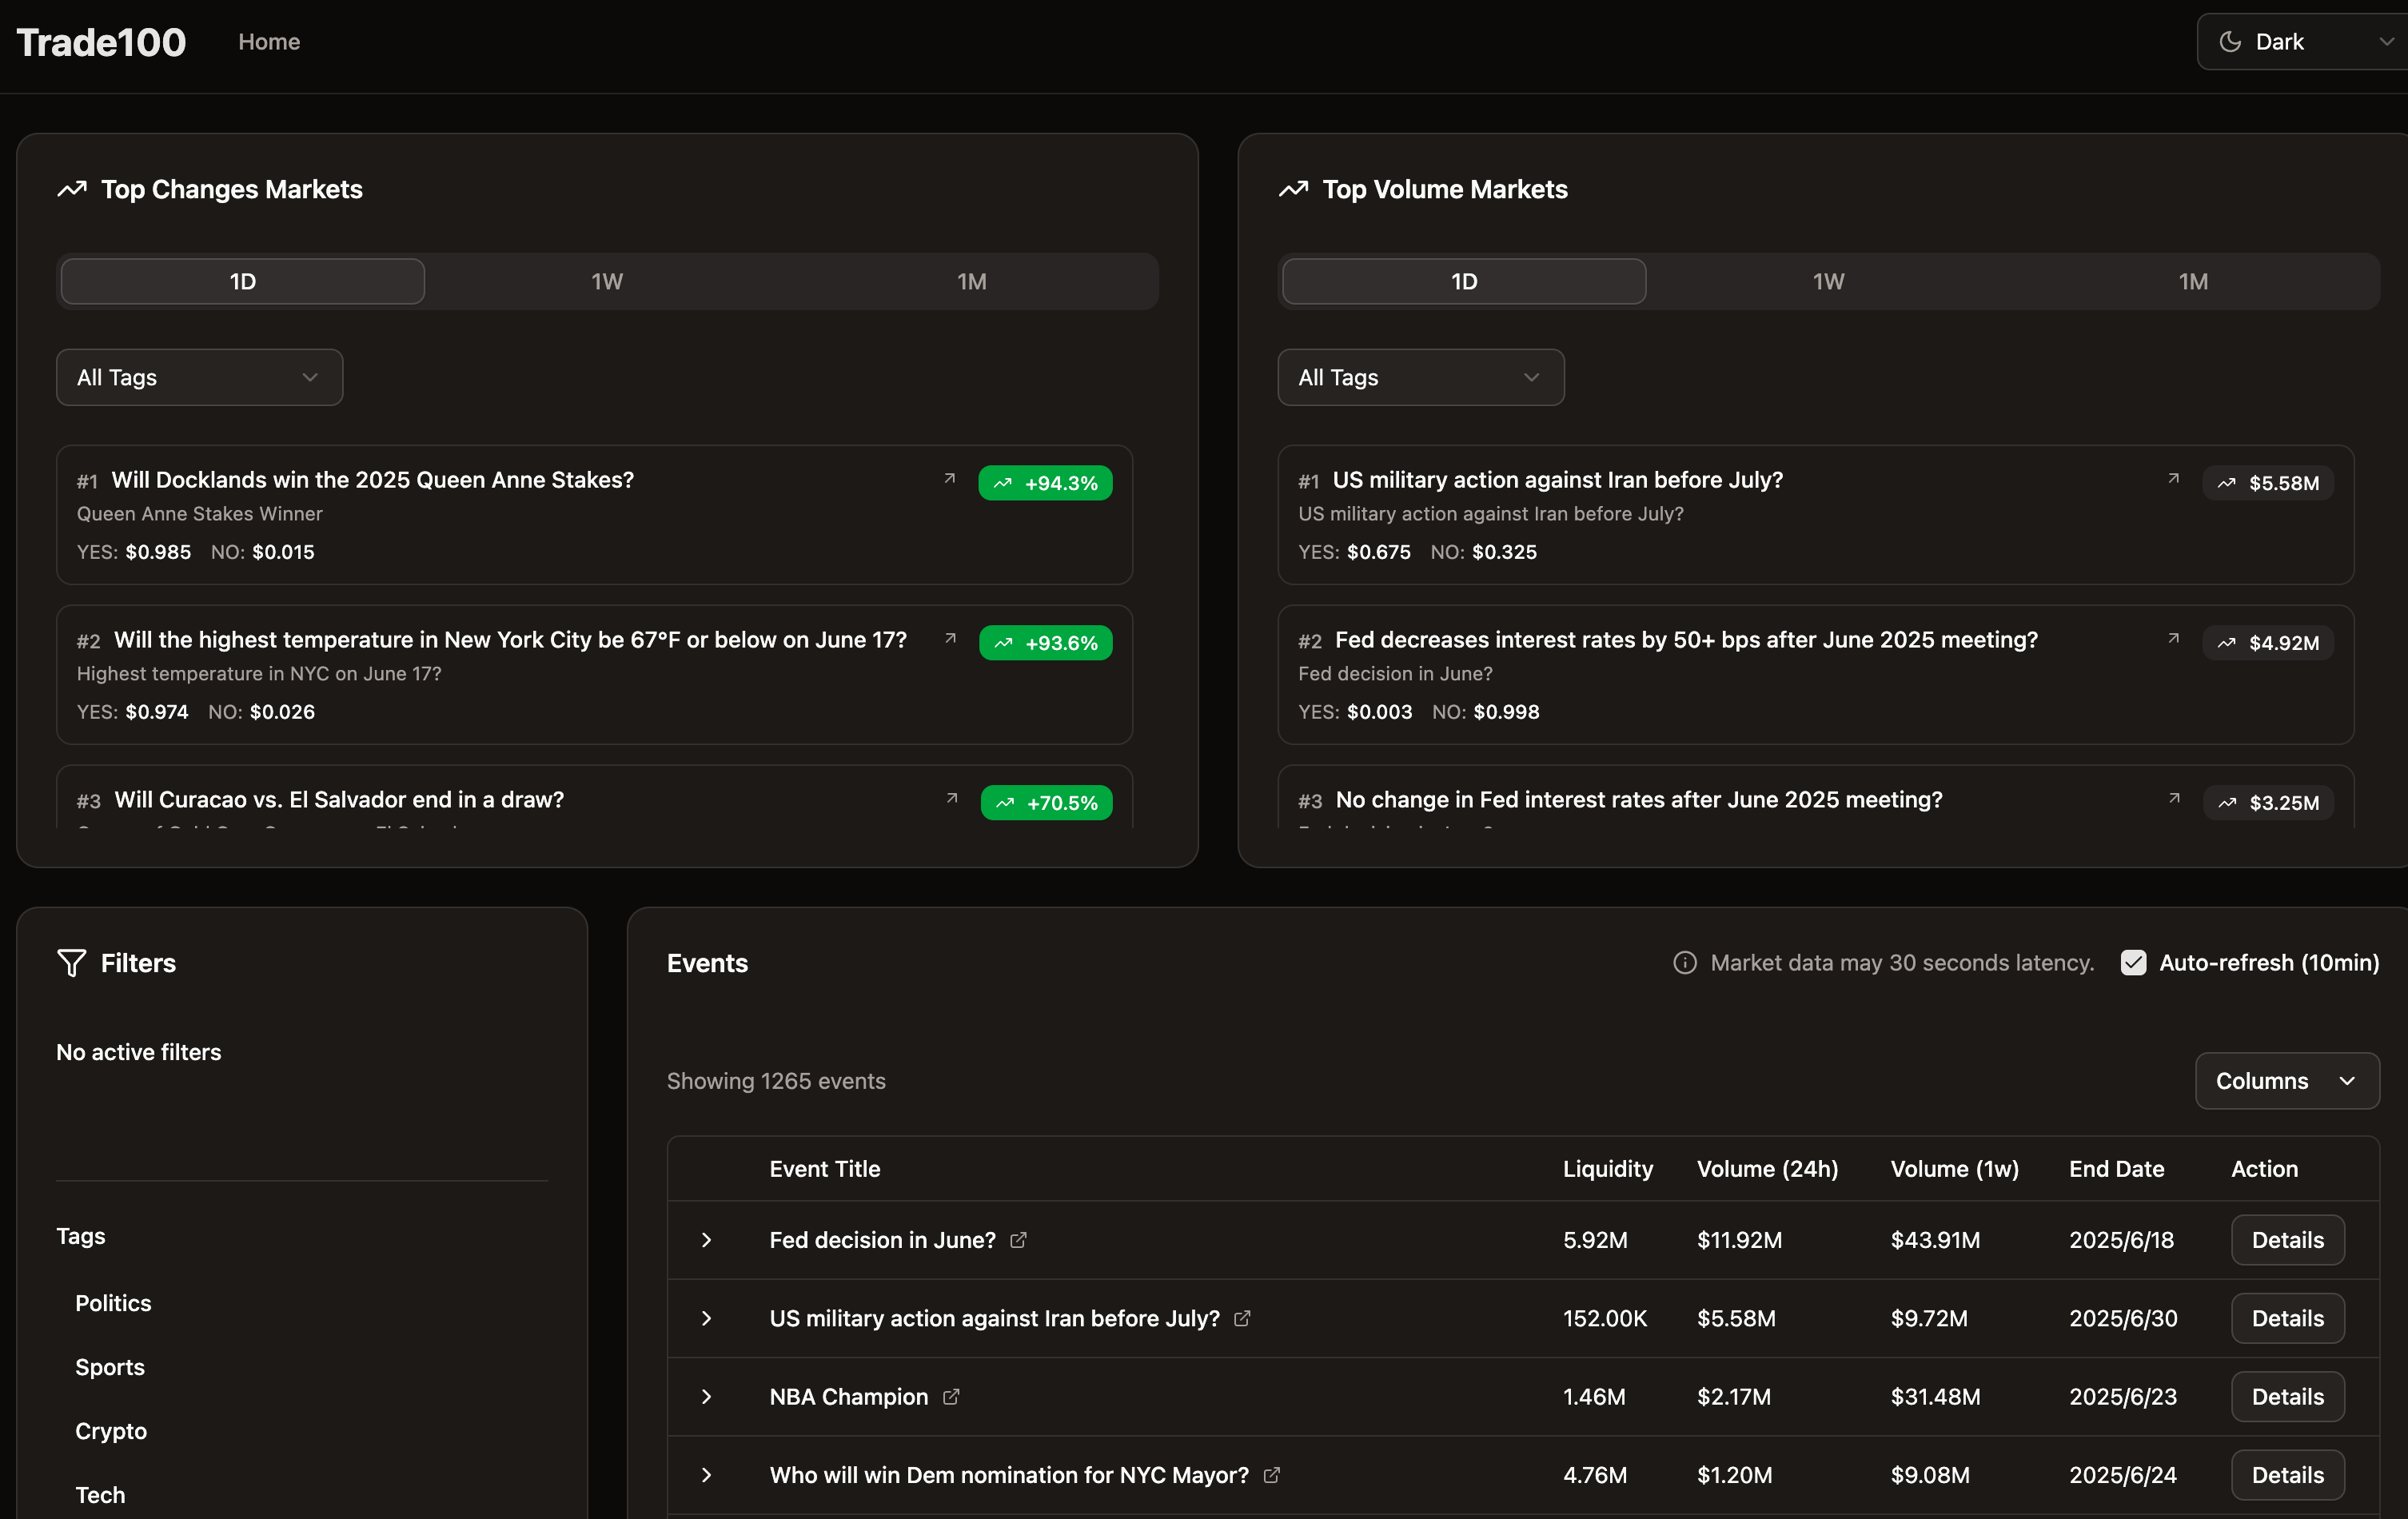 Trade100 Home Dark
Top Changes Markets
1D 1W 1M
All Tags
#1 Will Docklands win the 2025 Queen Anne Stakes? +94.3%
Queen Anne Stakes Winner
YES: $0.985 NO: $0.015
#2 Will the highest temperature in New York City be 67°F or below on June 17? +93.6%
Highest temperature in NYC on June 17?
YES: $0.974 NO: $0.026
#3 Will Curacao vs. El Salvador end in a draw? +70.5%
Top Volume Markets
1D 1W 1M
All Tags
#1 US military action against Iran before July? $5.58M
US military action against Iran before July?
YES: $0.675 NO: $0.325
#2 Fed decreases interest rates by 50+ bps after June 2025 meeting? $4.92M
Fed decision in June?
YES: $0.003 NO: $0.998
#3 No change in Fed interest rates after June 2025 meeting? $3.25M
Filters
No active filters
Tags
Politics
Sports
Crypto
Tech
Events Market data may 30 seconds latency. Auto-refresh (10min)
Showing 1265 events Columns
Event Title Liquidity Volume (24h) Volume (1w) End Date Action
Fed decision in June? 5.92M $11.92M $43.91M 2025/6/18 Details
US military action against Iran before July? 152.00K $5.58M $9.72M 2025/6/30 Details
NBA Champion 1.46M $2.17M $31.48M 2025/6/23 Details
Who will win Dem nomination for NYC Mayor? 4.76M $1.20M $9.08M 2025/6/24 Details